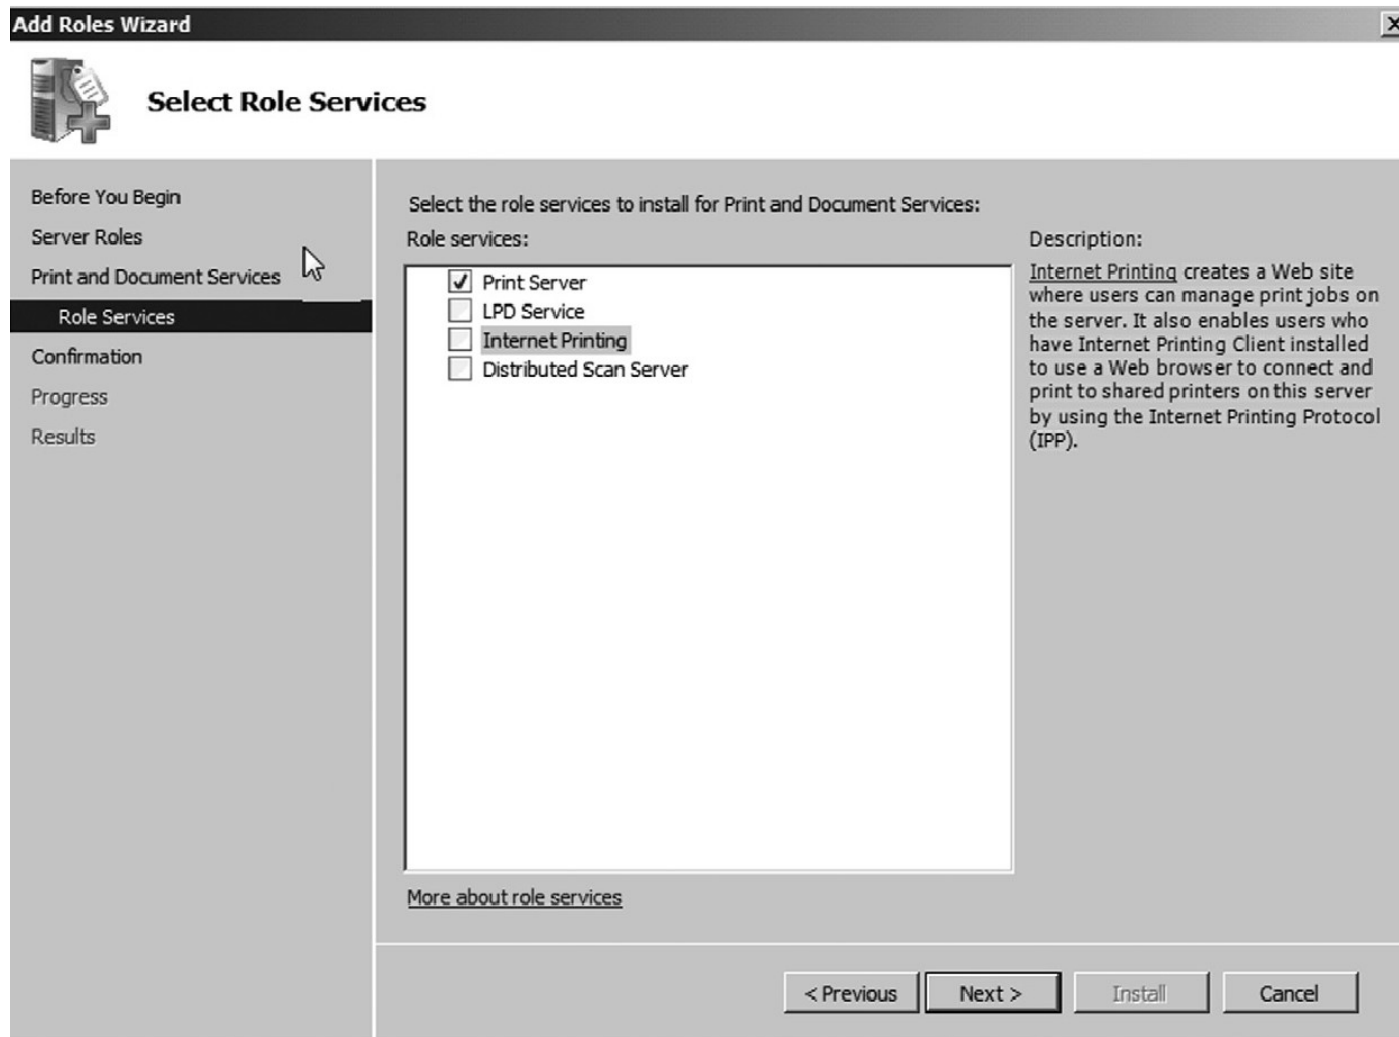 Add Roles Wizard
Select Role Services
Before You Begin
Server Roles
Print and Document Services
Role Services
Confirmation
Progress
Results
Select the role services to install for Print and Document Services:
Role services:
Print Server
LPD Service
Internet Printing
Distributed Scan Server
More about role services
Description:
Internet Printing creates a Web site
where users can manage print jobs on
the server. It also enables users who
have Internet Printing Client installed
to use a Web browser to connect and
print to shared printers on this server
by using the Internet Printing Protocol
(IPP).
< Previous
Next >
Install
Cancel